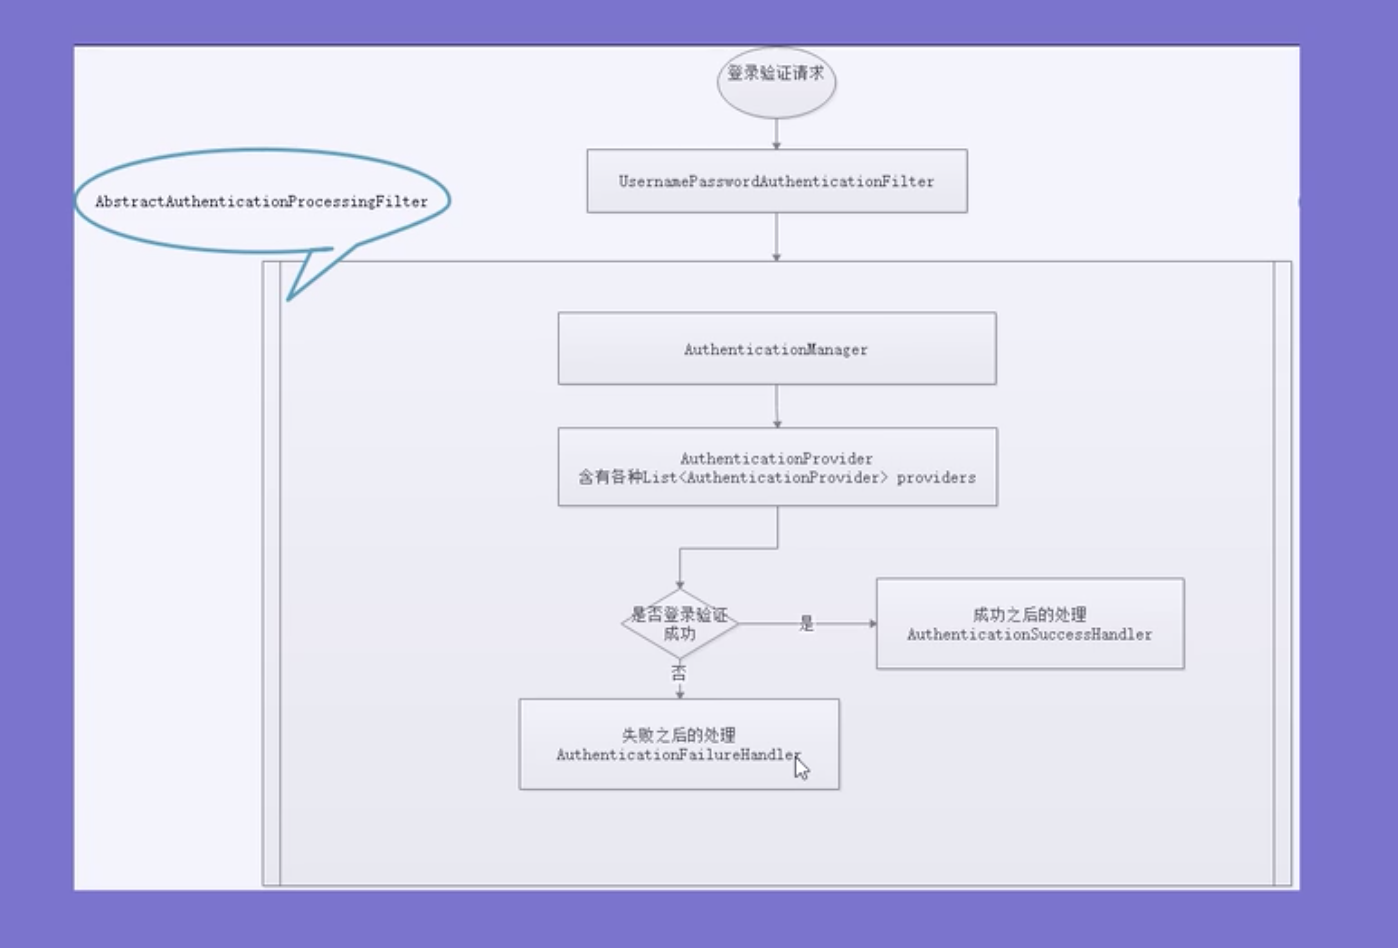 登录验证请求
UsernamePasswordAuthenticationFilter
AbstractAuthenticationProcessingFilter
AuthenticationManager
AuthenticationProvider
含有各种List<AuthenticationProvider> providers
是否登录验证
成功
是
成功之后的处理
AuthenticationSuccessHandler
否
失败之后的处理
AuthenticationFailureHandler